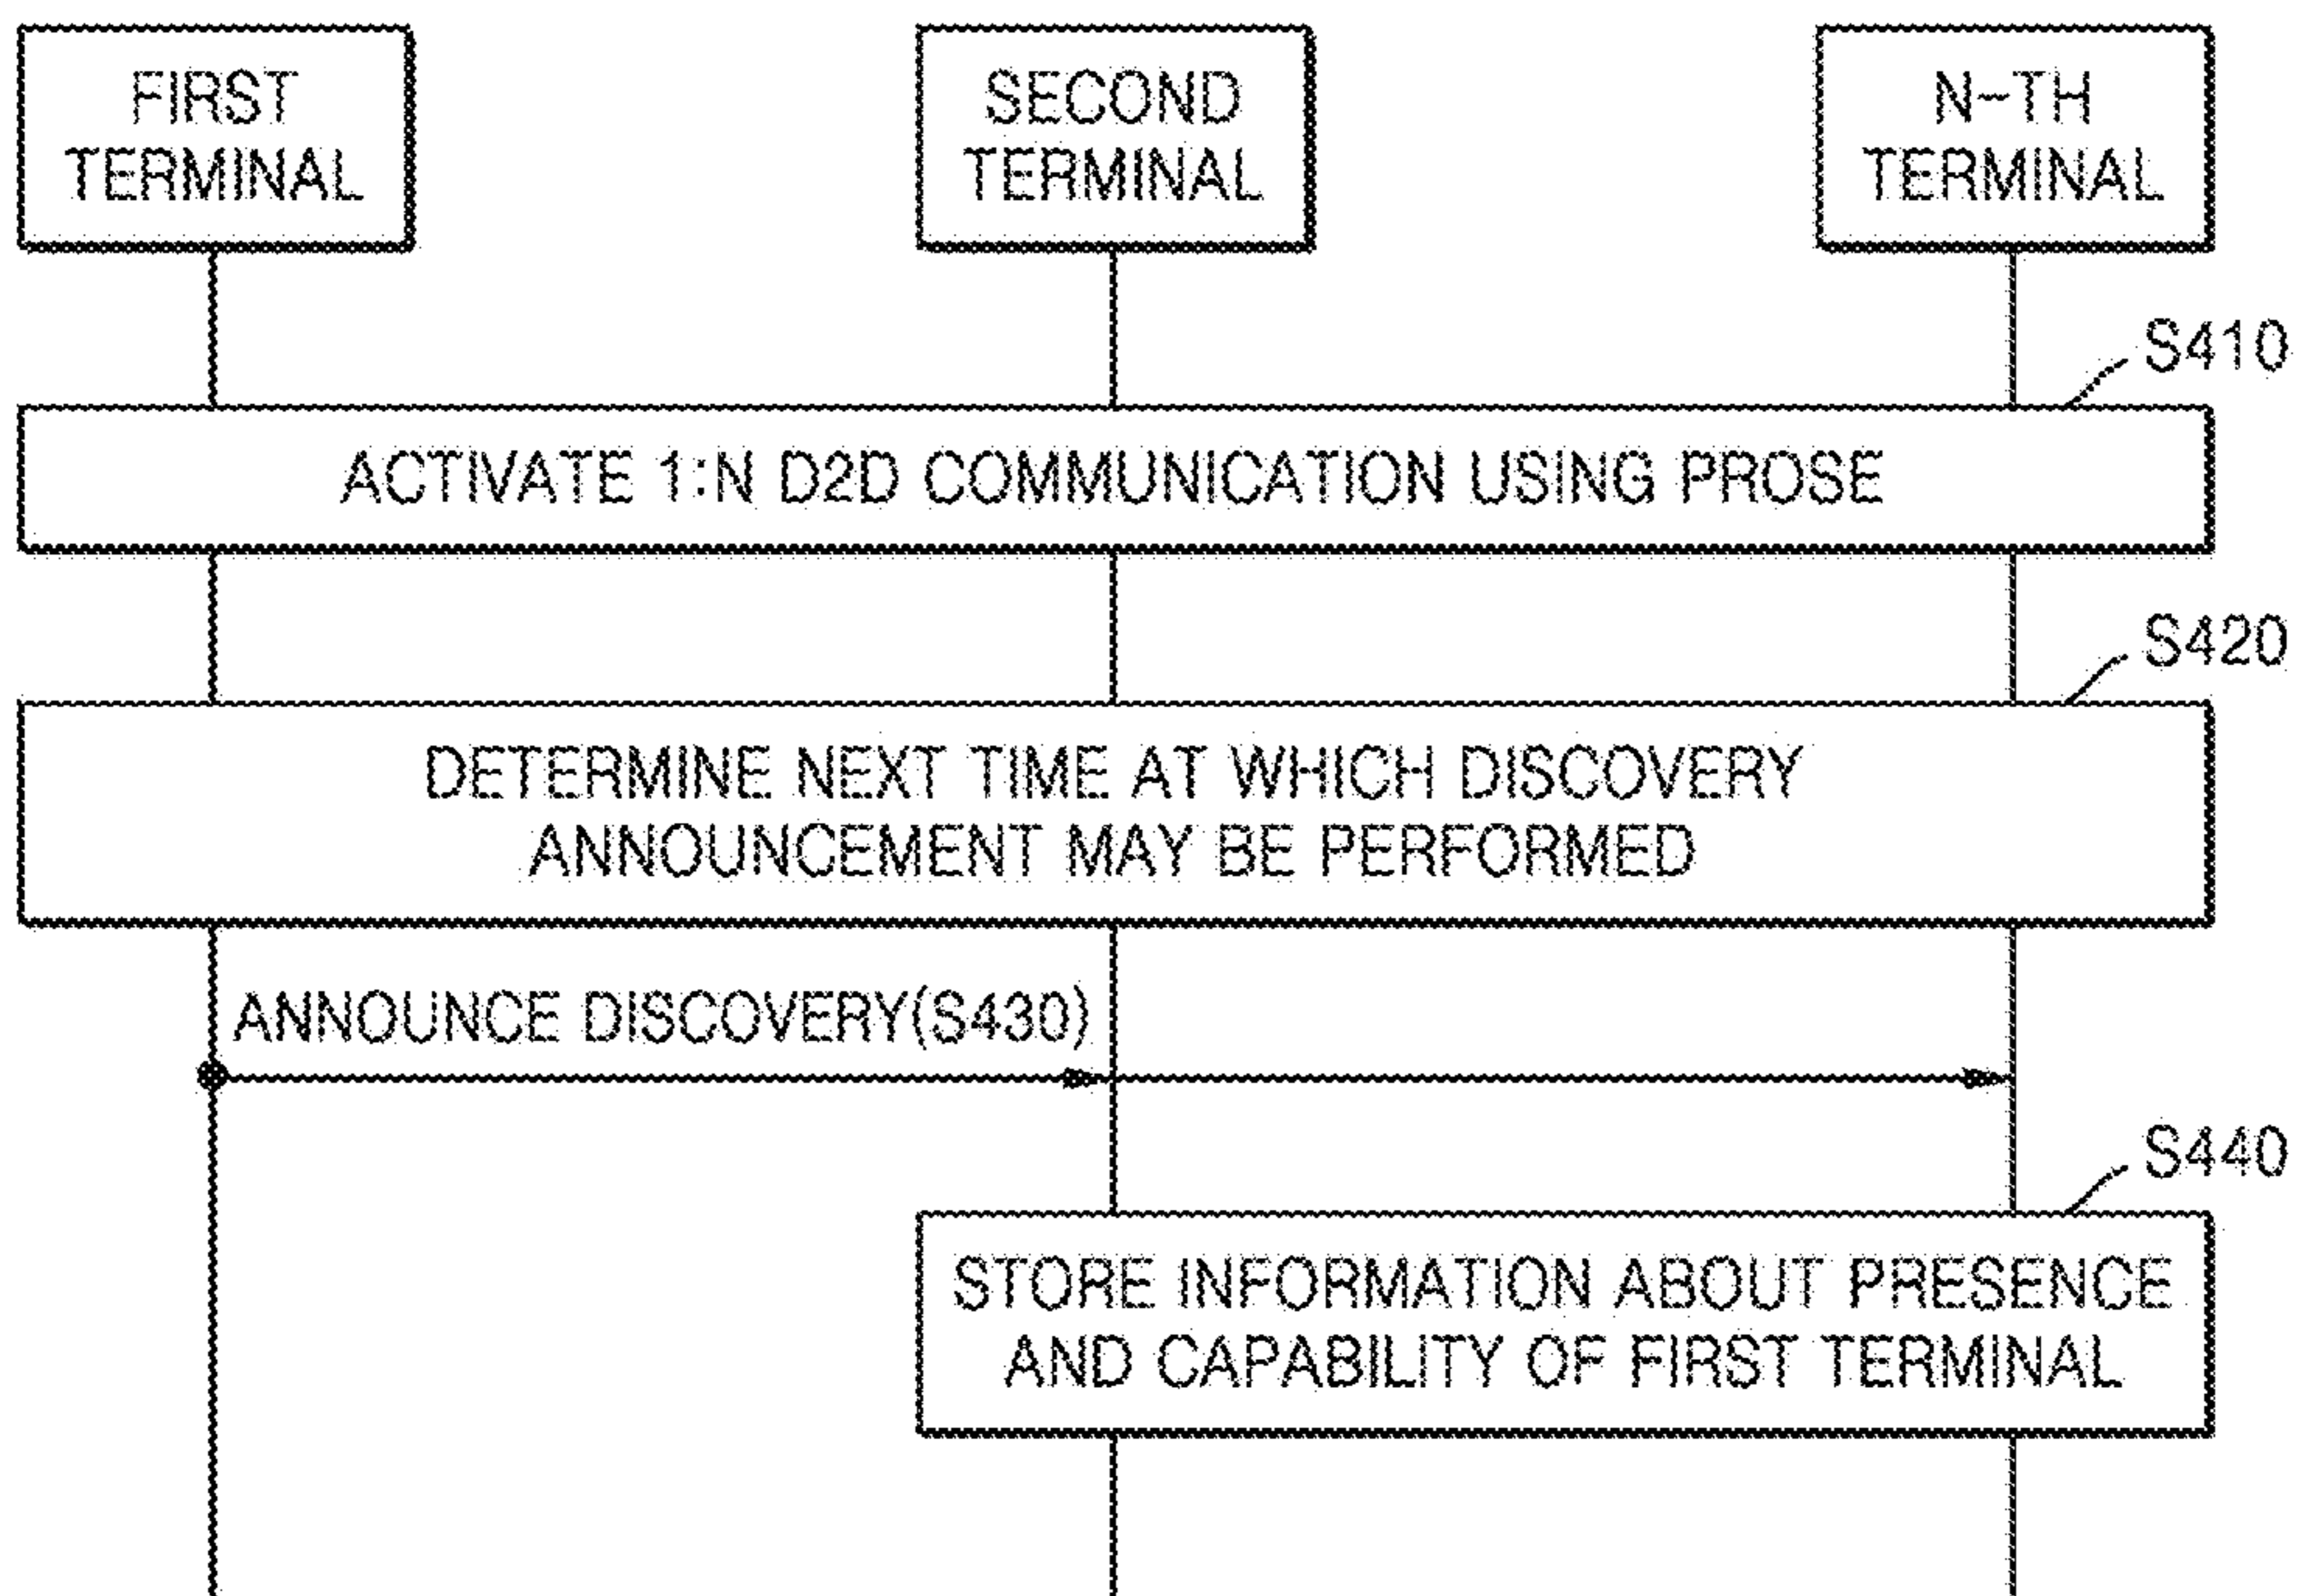 FIRST
TERMINAL
SECOND
TERMINAL
N-TH
TERMINAL
S410
ACTIVATE 1:N D2D COMMUNICATION USING PROSE
S420
DETERMINE NEXT TIME AT WHICH DISCOVERY
ANNOUNCEMENT MAY BE PERFORMED
ANNOUNCE DISCOVERY(S430)
S440
STORE INFORMATION ABOUT PRESENCE
AND CAPABILITY OF FIRST TERMINAL